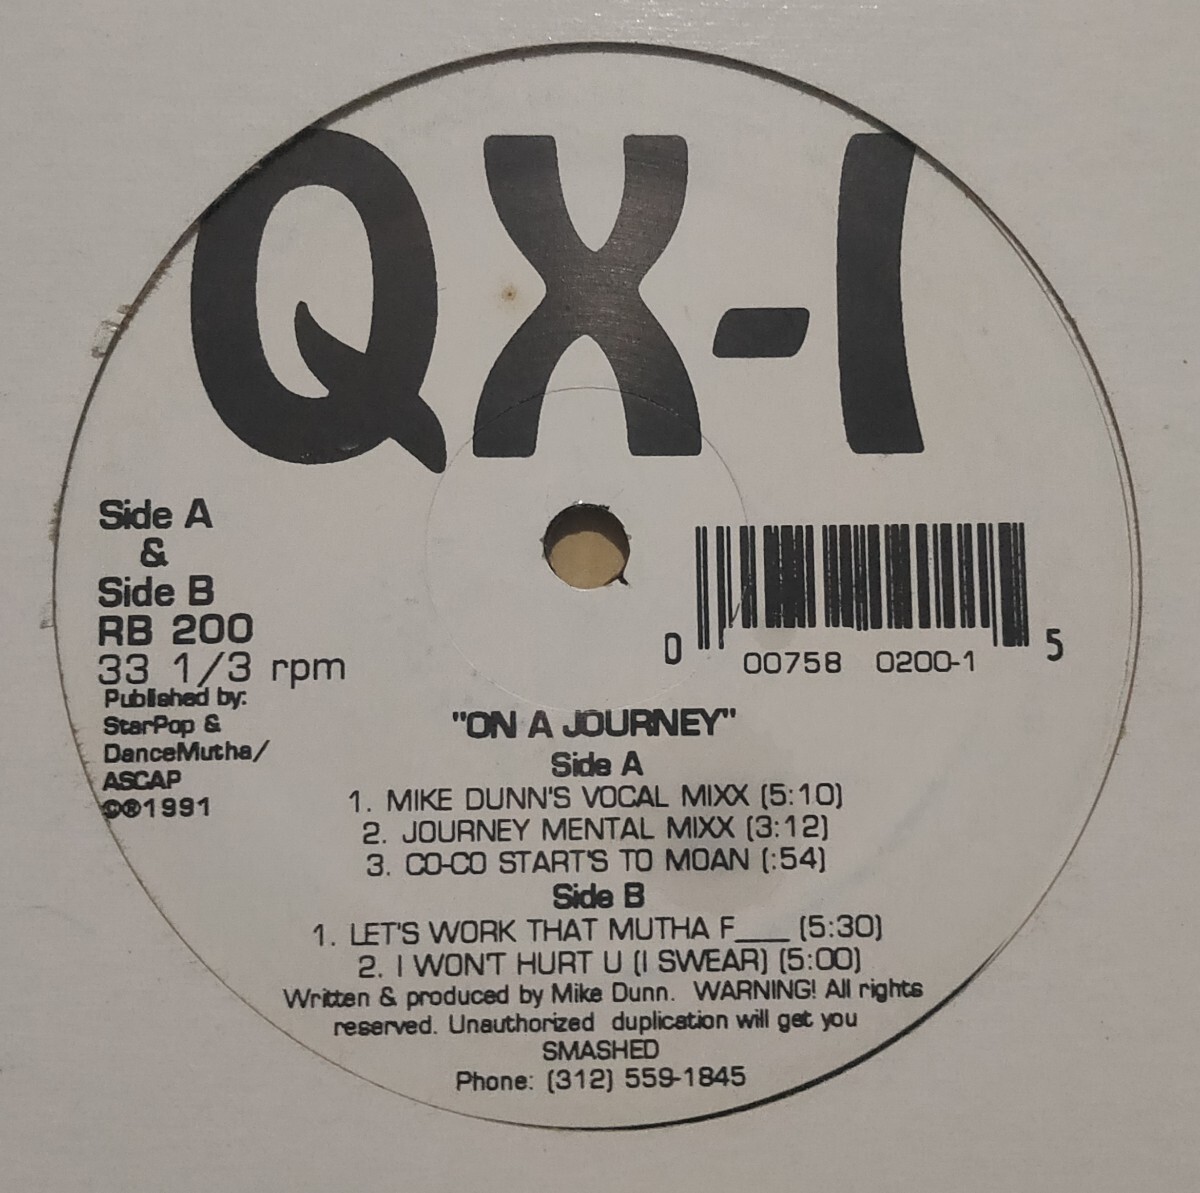 QX-1
Side A
&
Side B
RB 200
33 1/3 rpm
Published by:
StarPop &
DanceMutha/
ASCAP
©®1991
0 00758 0200-1 5
"ON A JOURNEY"
Side A
1. MIKE DUNN'S VOCAL MIXX (5:10)
2. JOURNEY MENTAL MIXX (3:12)
3. CO-CO START'S TO MOAN (:54)
Side B
1. LET'S WORK THAT MUTHA F___ (5:30)
2. I WON'T HURT U (I SWEAR) (5:00)
Written & produced by Mike Dunn. WARNING! All rights
reserved. Unauthorized duplication will get you
SMASHED
Phone: (312) 559-1845